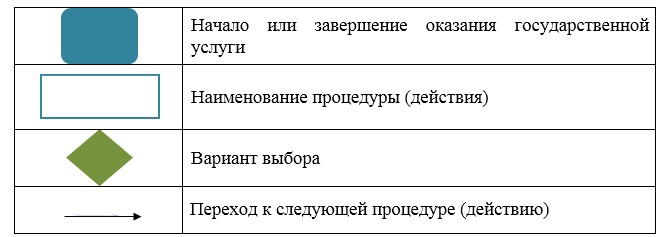 Начало или завершение оказания государственной
услуги
Наименование процедуры (действия)
Вариант выбора
Переход к следующей процедуре (действию)